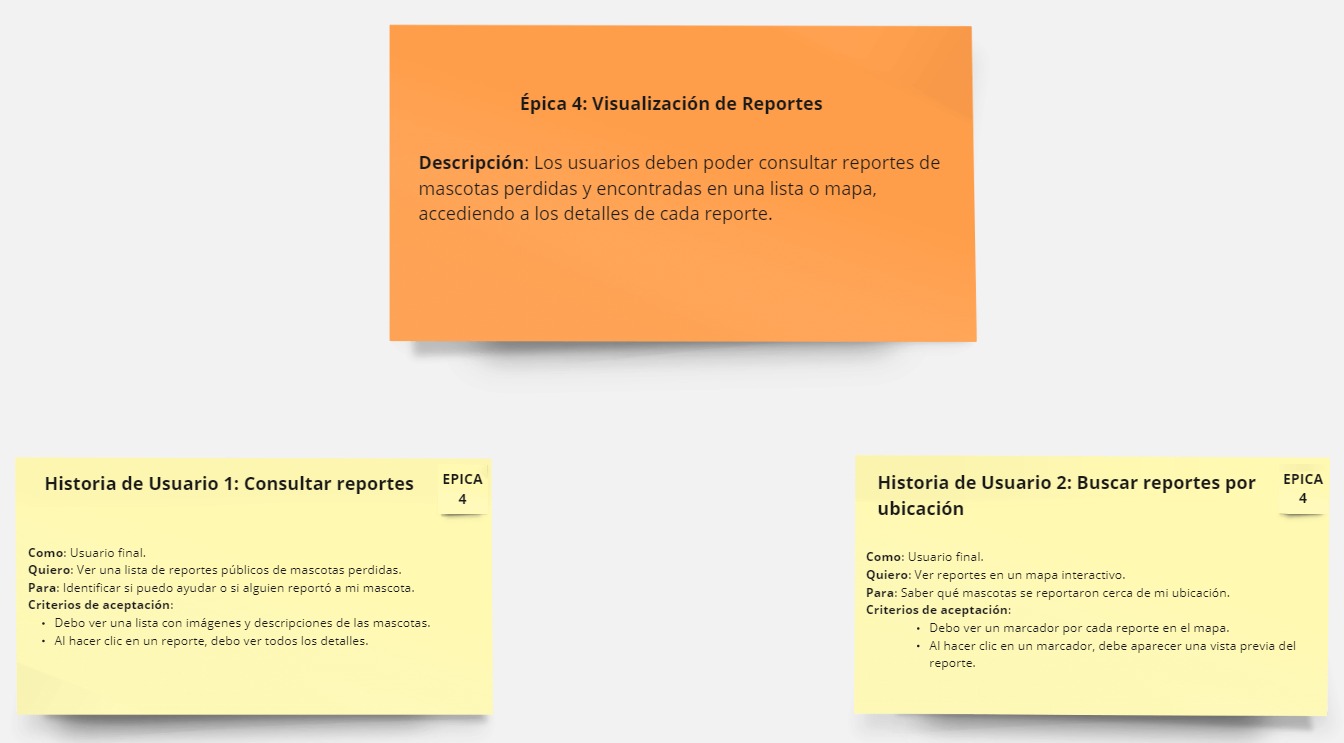 Épica 4: Visualización de Reportes
Descripción: Los usuarios deben poder consultar reportes de
mascotas perdidas y encontradas en una lista o mapa,
accediendo a los detalles de cada reporte.
Historia de Usuario 1: Consultar reportes
EPICA
4
Como: Usuario final.
Quiero: Ver una lista de reportes públicos de mascotas perdidas.
Para: Identificar si puedo ayudar o si alguien reportó a mi mascota.
Criterios de aceptación:
• Debo ver una lista con imágenes y descripciones de las mascotas.
• Al hacer clic en un reporte, debo ver todos los detalles.
Historia de Usuario 2: Buscar reportes por
ubicación
EPICA
4
Como: Usuario final.
Quiero: Ver reportes en un mapa interactivo.
Para: Saber qué mascotas se reportaron cerca de mi ubicación.
Criterios de aceptación:
• Debo ver un marcador por cada reporte en el mapa.
• Al hacer clic en un marcador, debe aparecer una vista previa del
reporte.